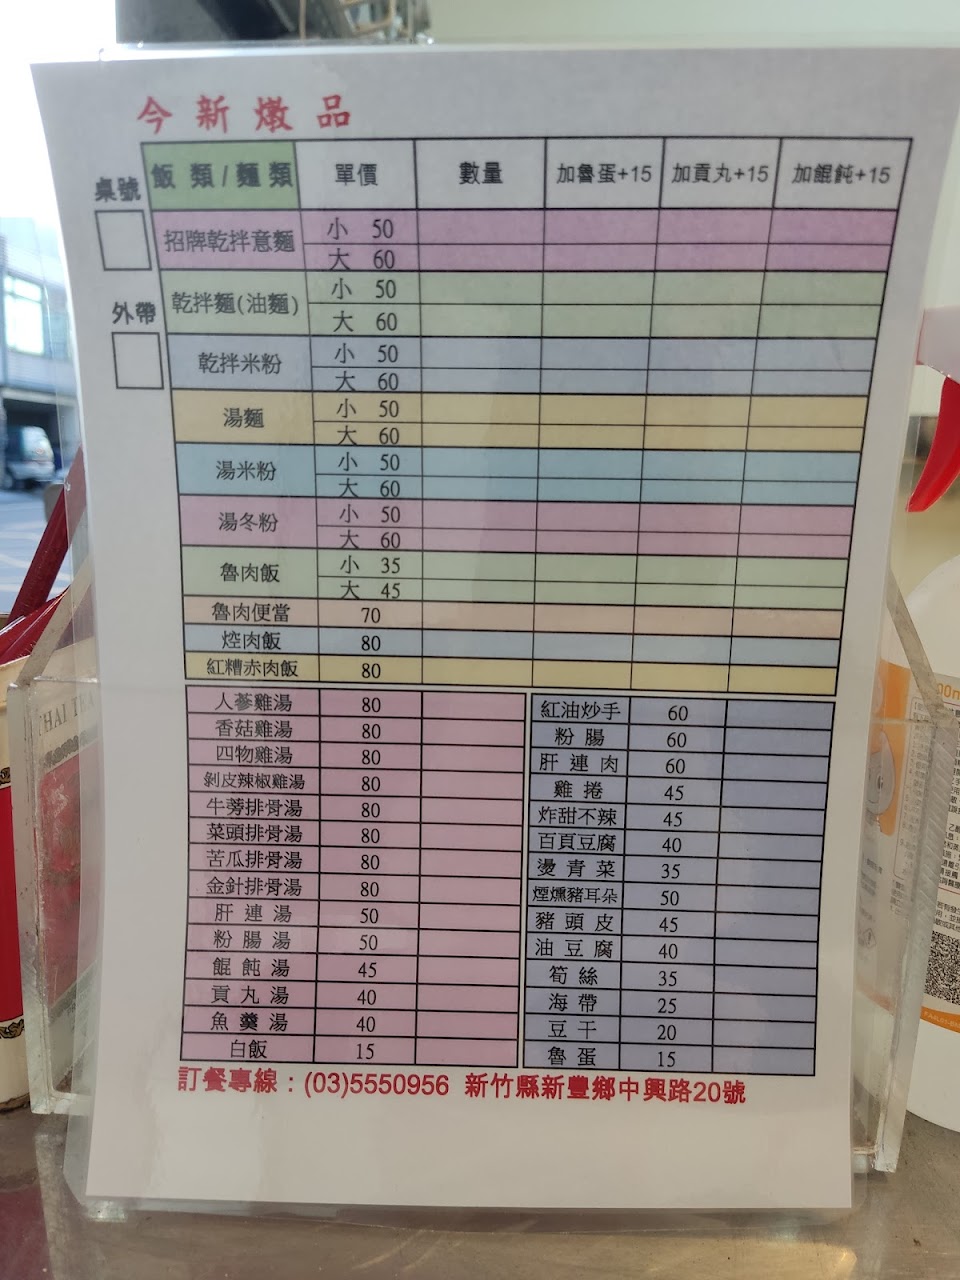 今新燉品
桌號
外帶
飯類/麵類 單價 數量 加魯蛋+15 加貢丸+15 加餛飩+15
招牌乾拌意麵 小 50
大 60
乾拌麵(油麵) 小 50
大 60
乾拌米粉 小 50
大 60
湯麵 小 50
大 60
湯米粉 小 50
大 60
湯冬粉 小 50
大 60
魯肉飯 小 35
大 45
魯肉便當 70
焢肉飯 80
紅糟赤肉飯 80
人蔘雞湯 80
香菇雞湯 80
四物雞湯 80
剝皮辣椒雞湯 80
牛蒡排骨湯 80
菜頭排骨湯 80
苦瓜排骨湯 80
金針排骨湯 80
肝連湯 50
粉腸湯 50
餛飩湯 45
貢丸湯 40
魚羹湯 40
白飯 15
紅油炒手 60
粉腸 60
肝連肉 60
雞捲 45
炸甜不辣 45
百頁豆腐 40
燙青菜 35
煙燻豬耳朵 50
豬頭皮 45
油豆腐 40
筍絲 35
海帶 25
豆干 20
魯蛋 15
訂餐專線：(03)5550956 新竹縣新豐鄉中興路20號